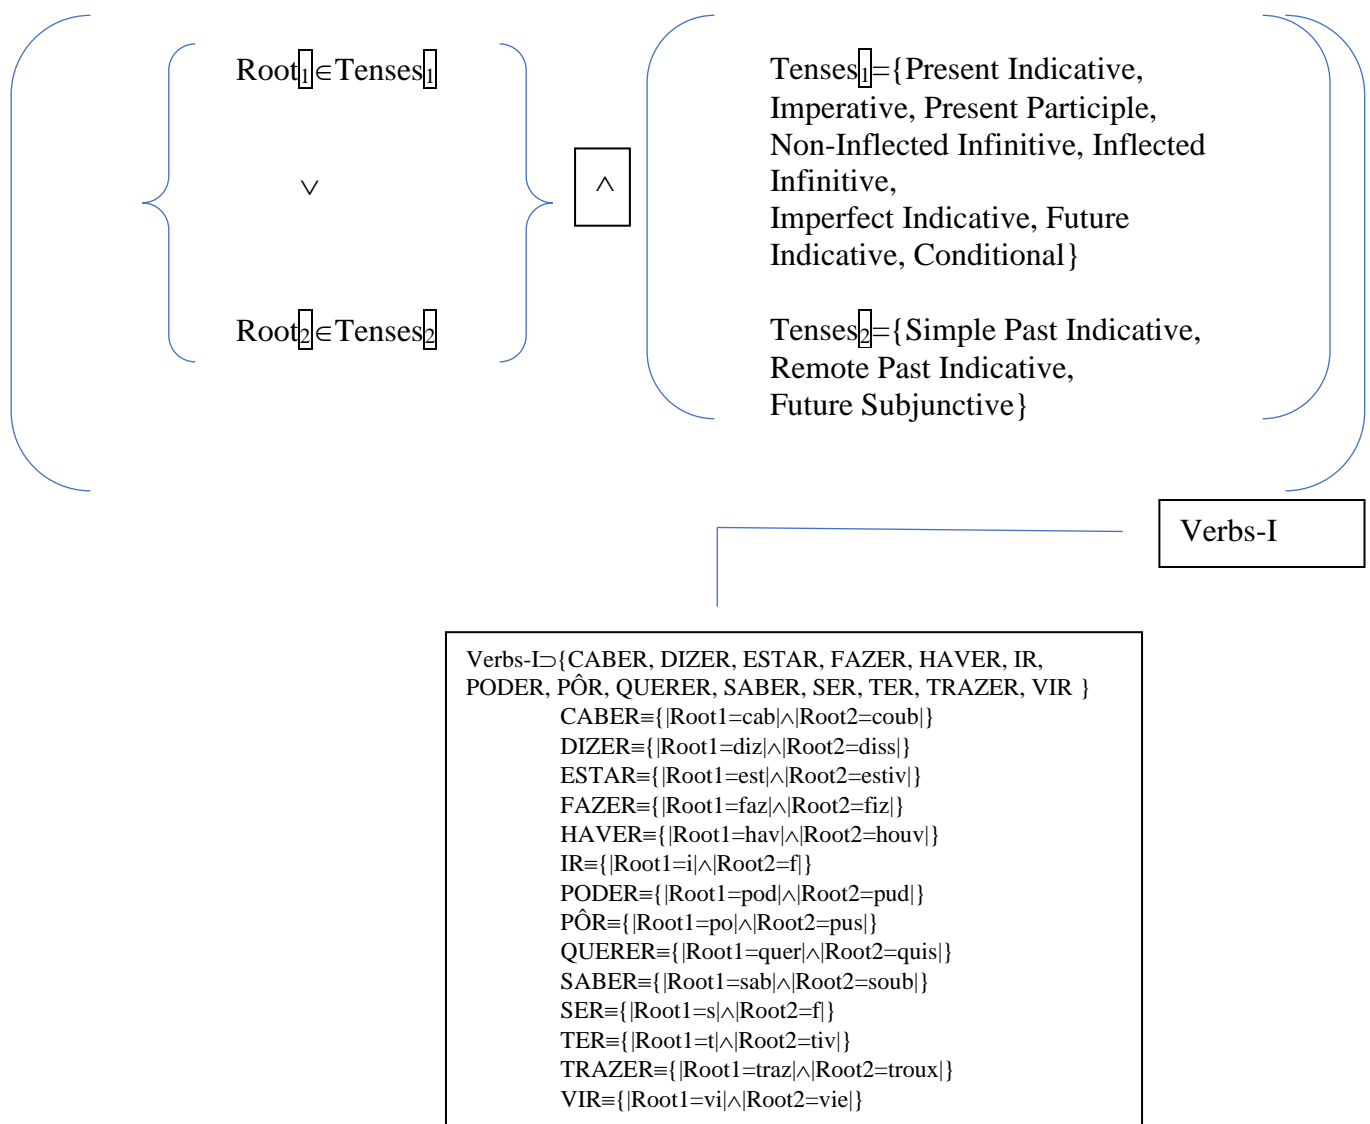 Root1∈Tenses1
∨
Root2∈Tenses2
∧
Tenses1={Present Indicative,
Imperative, Present Participle,
Non-Inflected Infinitive, Inflected
Infinitive,
Imperfect Indicative, Future
Indicative, Conditional}
Tenses2={Simple Past Indicative,
Remote Past Indicative,
Future Subjunctive}
Verbs-I
Verbs-I⊃{CABER, DIZER, ESTAR, FAZER, HAVER, IR,
PODER, PÔR, QUERER, SABER, SER, TER, TRAZER, VIR }
CABER≡{|Root1=cab|∧|Root2=coub|}
DIZER≡{|Root1=diz|∧|Root2=diss|}
ESTAR≡{|Root1=est|∧|Root2=estiv|}
FAZER≡{|Root1=faz|∧|Root2=fiz|}
HAVER≡{|Root1=hav|∧|Root2=houv|}
IR≡{|Root1=i|∧|Root2=f|}
PODER≡{|Root1=pod|∧|Root2=pud|}
PÔR≡{|Root1=po|∧|Root2=pus|}
QUERER≡{|Root1=quer|∧|Root2=quis|}
SABER≡{|Root1=sab|∧|Root2=soub|}
SER≡{|Root1=s|∧|Root2=f|}
TER≡{|Root1=t|∧|Root2=tiv|}
TRAZER≡{|Root1=traz|∧|Root2=troux|}
VIR≡{|Root1=vi|∧|Root2=vie|}